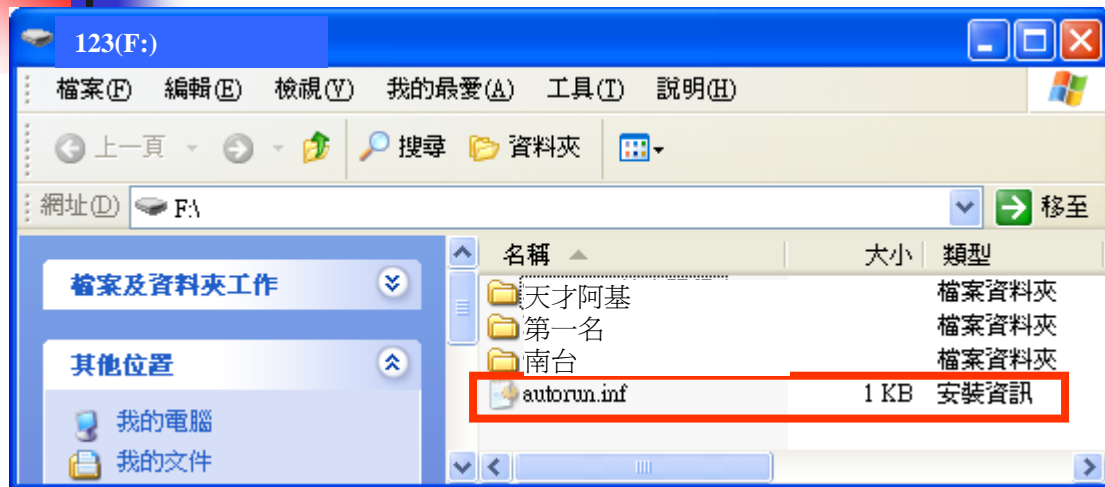 123(F:)
檔案(F) 編輯(E) 檢視(V) 我的最愛(A) 工具(T) 說明(H)
上一頁 搜尋 資料夾
網址(D) F:\ 移至
名稱 大小 類型
檔案及資料夾工作
天才阿基 檔案資料夾
第一名 檔案資料夾
南台 檔案資料夾
autorun.inf 1 KB 安裝資訊
其他位置
我的電腦
我的文件